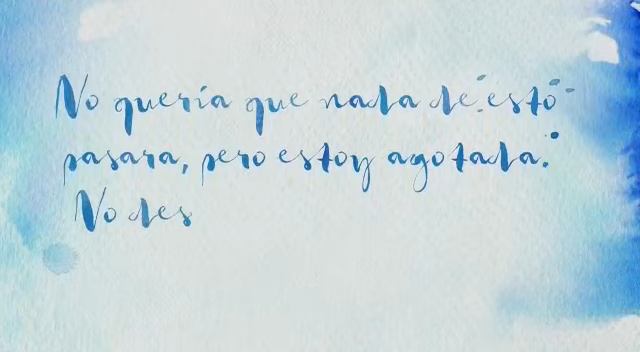 No quería que nada de esto
pasara, pero estoy agotada.
No des